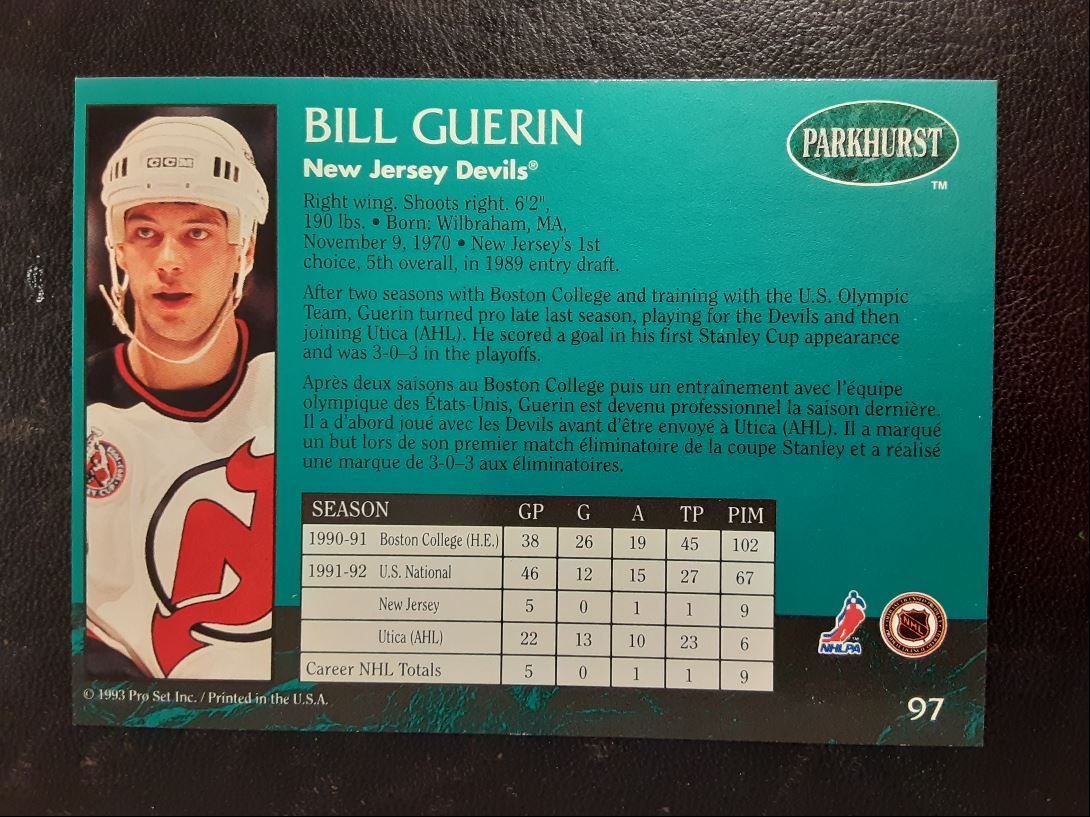 BILL GUERIN
PARKHURST
TM
New Jersey Devils®
Right wing. Shoots right. 6'2",
190 lbs. • Born: Wilbraham, MA,
November 9, 1970 • New Jersey's 1st
choice, 5th overall, in 1989 entry draft.
After two seasons with Boston College and training with the U.S. Olympic
Team, Guerin turned pro late last season, playing for the Devils and then
joining Utica (AHL). He scored a goal in his first Stanley Cup appearance
and was 3-0–3 in the playoffs.
Après deux saisons au Boston College puis un entraînement avec l'équipe
olympique des États-Unis, Guerin est devenu professionnel la saison dernière.
Il a d'abord joué avec les Devils avant d'être envoyé à Utica (AHL). Il a marqué
un but lors de son premier match éliminatoire de la coupe Stanley et a réalisé
une marque de 3-0–3 aux éliminatoires.
SEASON GP G A TP PIM
1990-91 Boston College (H.E.) 38 26 19 45 102
1991-92 U.S. National 46 12 15 27 67
New Jersey 5 0 1 1 9
Utica (AHL) 22 13 10 23 6
Career NHL Totals 5 0 1 1 9
NHLPA
NHL
© 1993 Pro Set Inc. / Printed in the U.S.A.
97
CCM